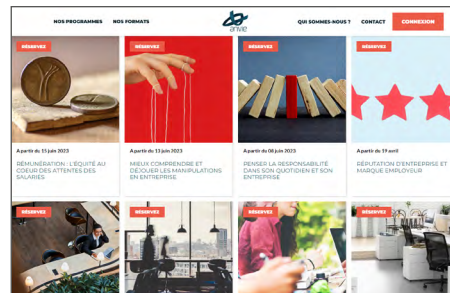 NOS PROGRAMMES NOS FORMATS anvie QUI SOMMES-NOUS ? CONTACT CONNEXION
RÉSERVEZ RÉSERVEZ RÉSERVEZ RÉSERVEZ
A partir du 15 juin 2023
RÉMUNÉRATION : L'ÉQUITÉ AU
COEUR DES ATTENTES DES
SALARIÉS
A partir du 13 juin 2023
MIEUX COMPRENDRE ET
DÉJOUER LES MANIPULATIONS
EN ENTREPRISE
A partir du 08 juin 2023
PENSER LA RESPONSABILITÉ
DANS SON QUOTIDIEN ET SON
ENTREPRISE
A partir du 19 avril
RÉPUTATION D'ENTREPRISE ET
MARQUE EMPLOYEUR
RÉSERVEZ RÉSERVEZ RÉSERVEZ RÉSERVEZ